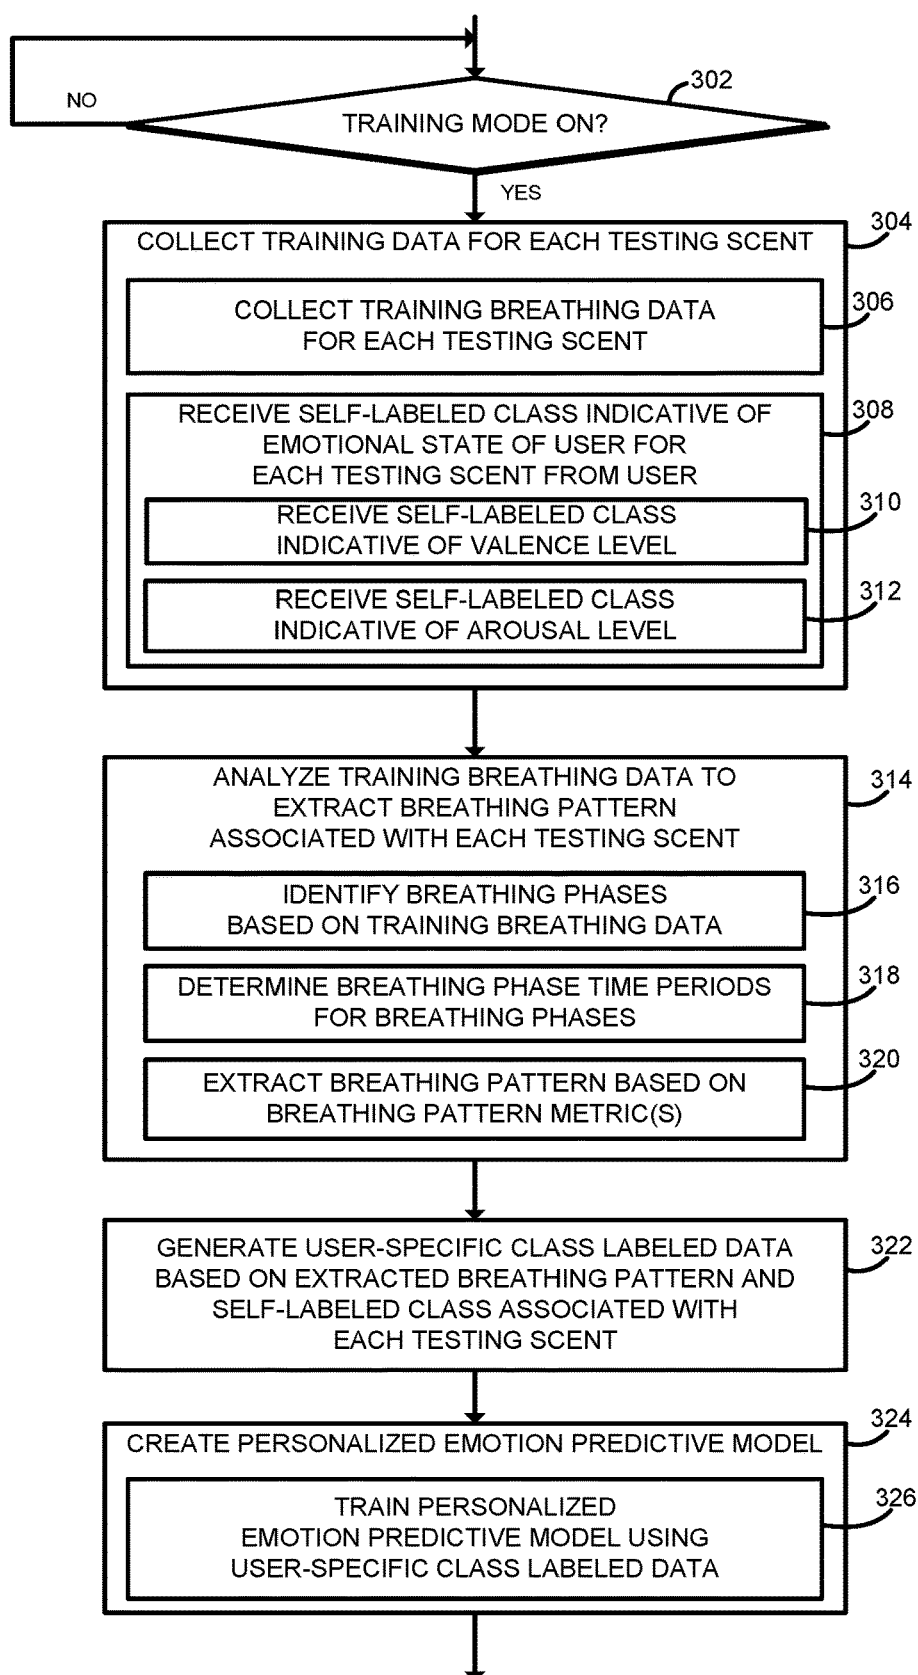 302
NO
TRAINING MODE ON?
YES
304
COLLECT TRAINING DATA FOR EACH TESTING SCENT
306
COLLECT TRAINING BREATHING DATA
FOR EACH TESTING SCENT
308
RECEIVE SELF-LABELED CLASS INDICATIVE OF
EMOTIONAL STATE OF USER FOR
EACH TESTING SCENT FROM USER
310
RECEIVE SELF-LABELED CLASS
INDICATIVE OF VALENCE LEVEL
312
RECEIVE SELF-LABELED CLASS
INDICATIVE OF AROUSAL LEVEL
314
ANALYZE TRAINING BREATHING DATA TO
EXTRACT BREATHING PATTERN
ASSOCIATED WITH EACH TESTING SCENT
316
IDENTIFY BREATHING PHASES
BASED ON TRAINING BREATHING DATA
318
DETERMINE BREATHING PHASE TIME PERIODS
FOR BREATHING PHASES
320
EXTRACT BREATHING PATTERN BASED ON
BREATHING PATTERN METRIC(S)
322
GENERATE USER-SPECIFIC CLASS LABELED DATA
BASED ON EXTRACTED BREATHING PATTERN AND
SELF-LABELED CLASS ASSOCIATED WITH
EACH TESTING SCENT
324
CREATE PERSONALIZED EMOTION PREDICTIVE MODEL
326
TRAIN PERSONALIZED
EMOTION PREDICTIVE MODEL USING
USER-SPECIFIC CLASS LABELED DATA